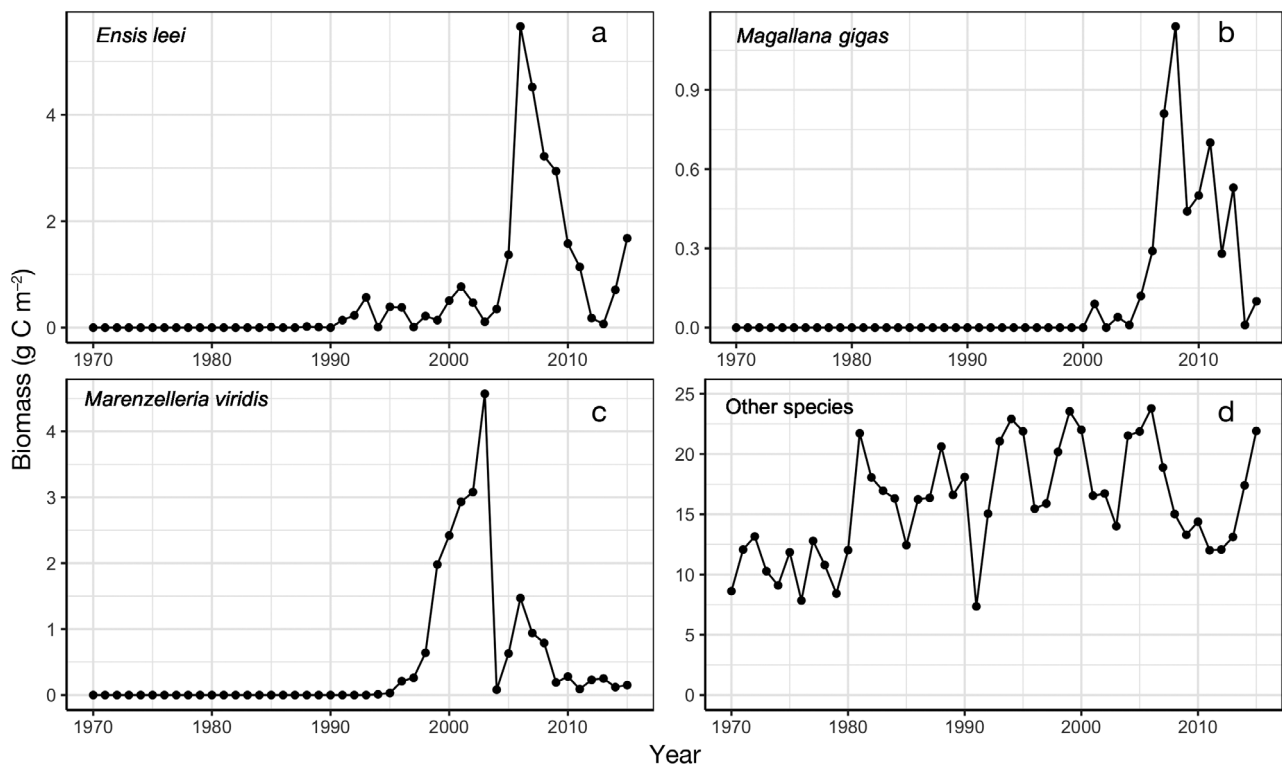 Biomass (g C m⁻²)
Ensis leei
a
4
2
0
1970 1980 1990 2000 2010
Magallana gigas
b
0.9
0.6
0.3
0.0
1970 1980 1990 2000 2010
Marenzelleria viridis
c
4
3
2
1
0
1970 1980 1990 2000 2010
Other species
d
25
20
15
10
5
0
1970 1980 1990 2000 2010
Year